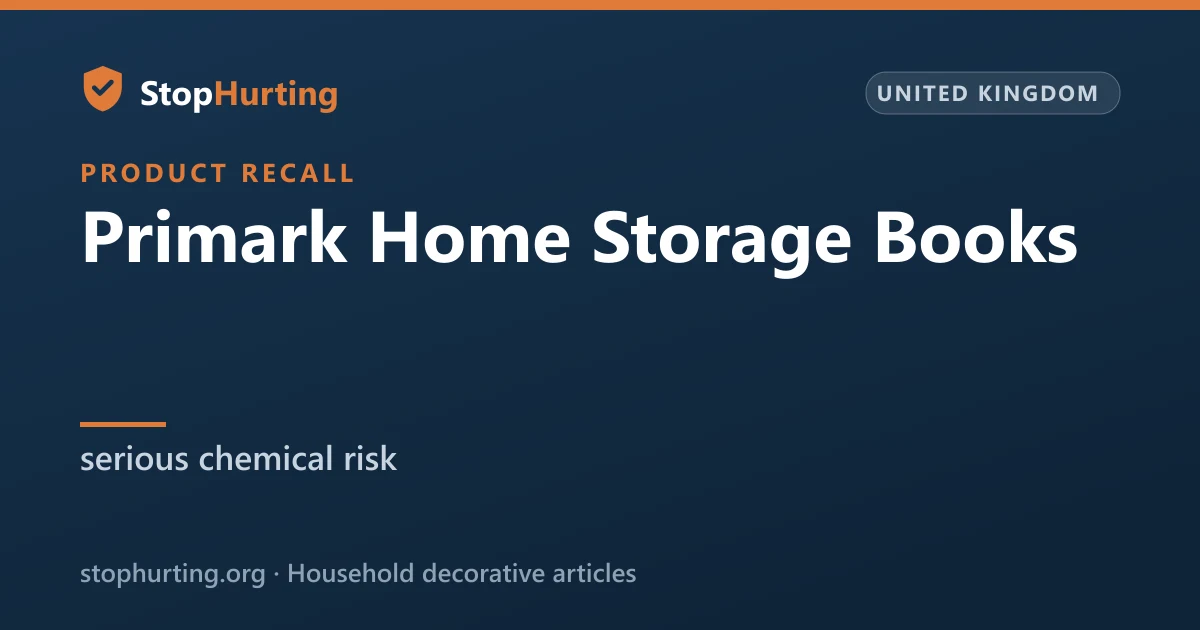 StopHurting
UNITED KINGDOM
PRODUCT RECALL
Primark Home Storage Books
serious chemical risk
stophurting.org · Household decorative articles